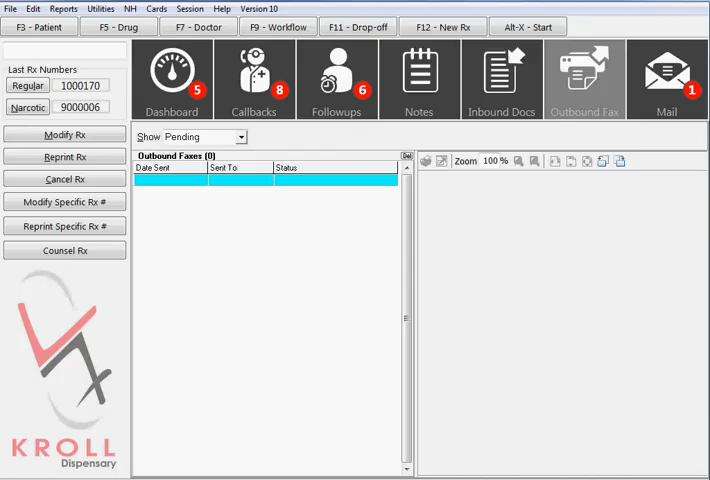 File Edit Reports Utilities NH Cards Session Help Version 10
F3 - Patient F5 - Drug F7 - Doctor F9 - Workflow F11 - Drop-off F12 - New Rx Alt-X - Start
Last Rx Numbers
Regular 1000170
Narcotic 9000006
Modify Rx
Reprint Rx
Cancel Rx
Modify Specific Rx #
Reprint Specific Rx #
Counsel Rx
KROLL
Dispensary
5 8 6 1
Dashboard Callbacks Followups Notes Inbound Docs Outbound Fax Mail
Show Pending
Outbound Faxes (0) Del
Date Sent Sent To Status
Zoom 100 %